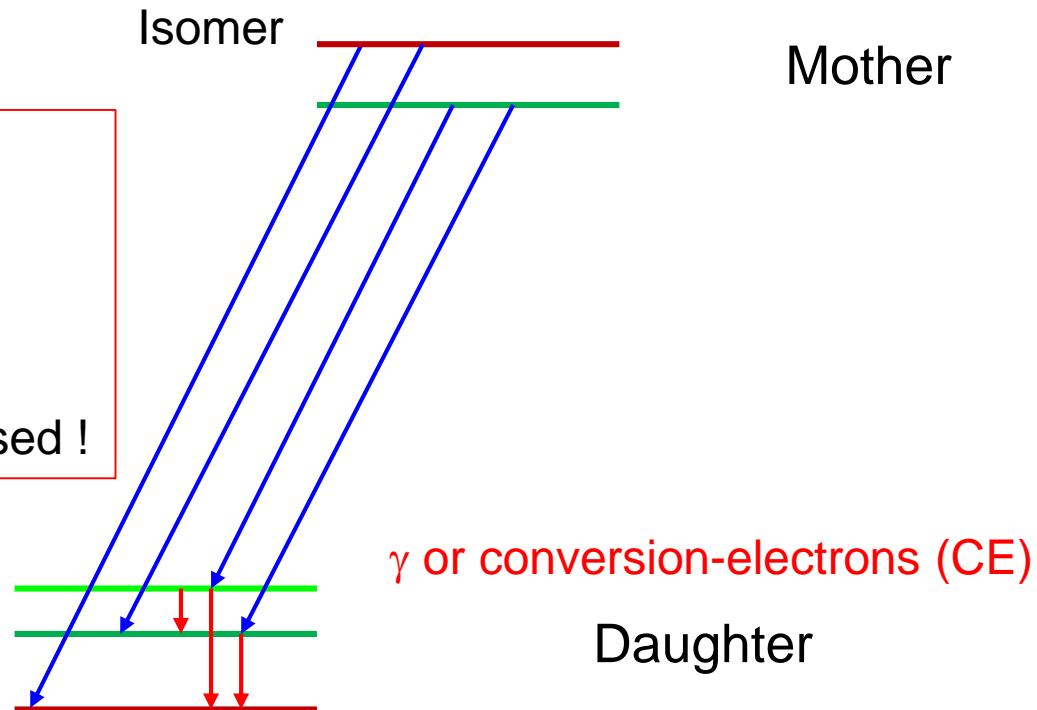 Isomer
Mother
sed !
γ or conversion-electrons (CE)
Daughter